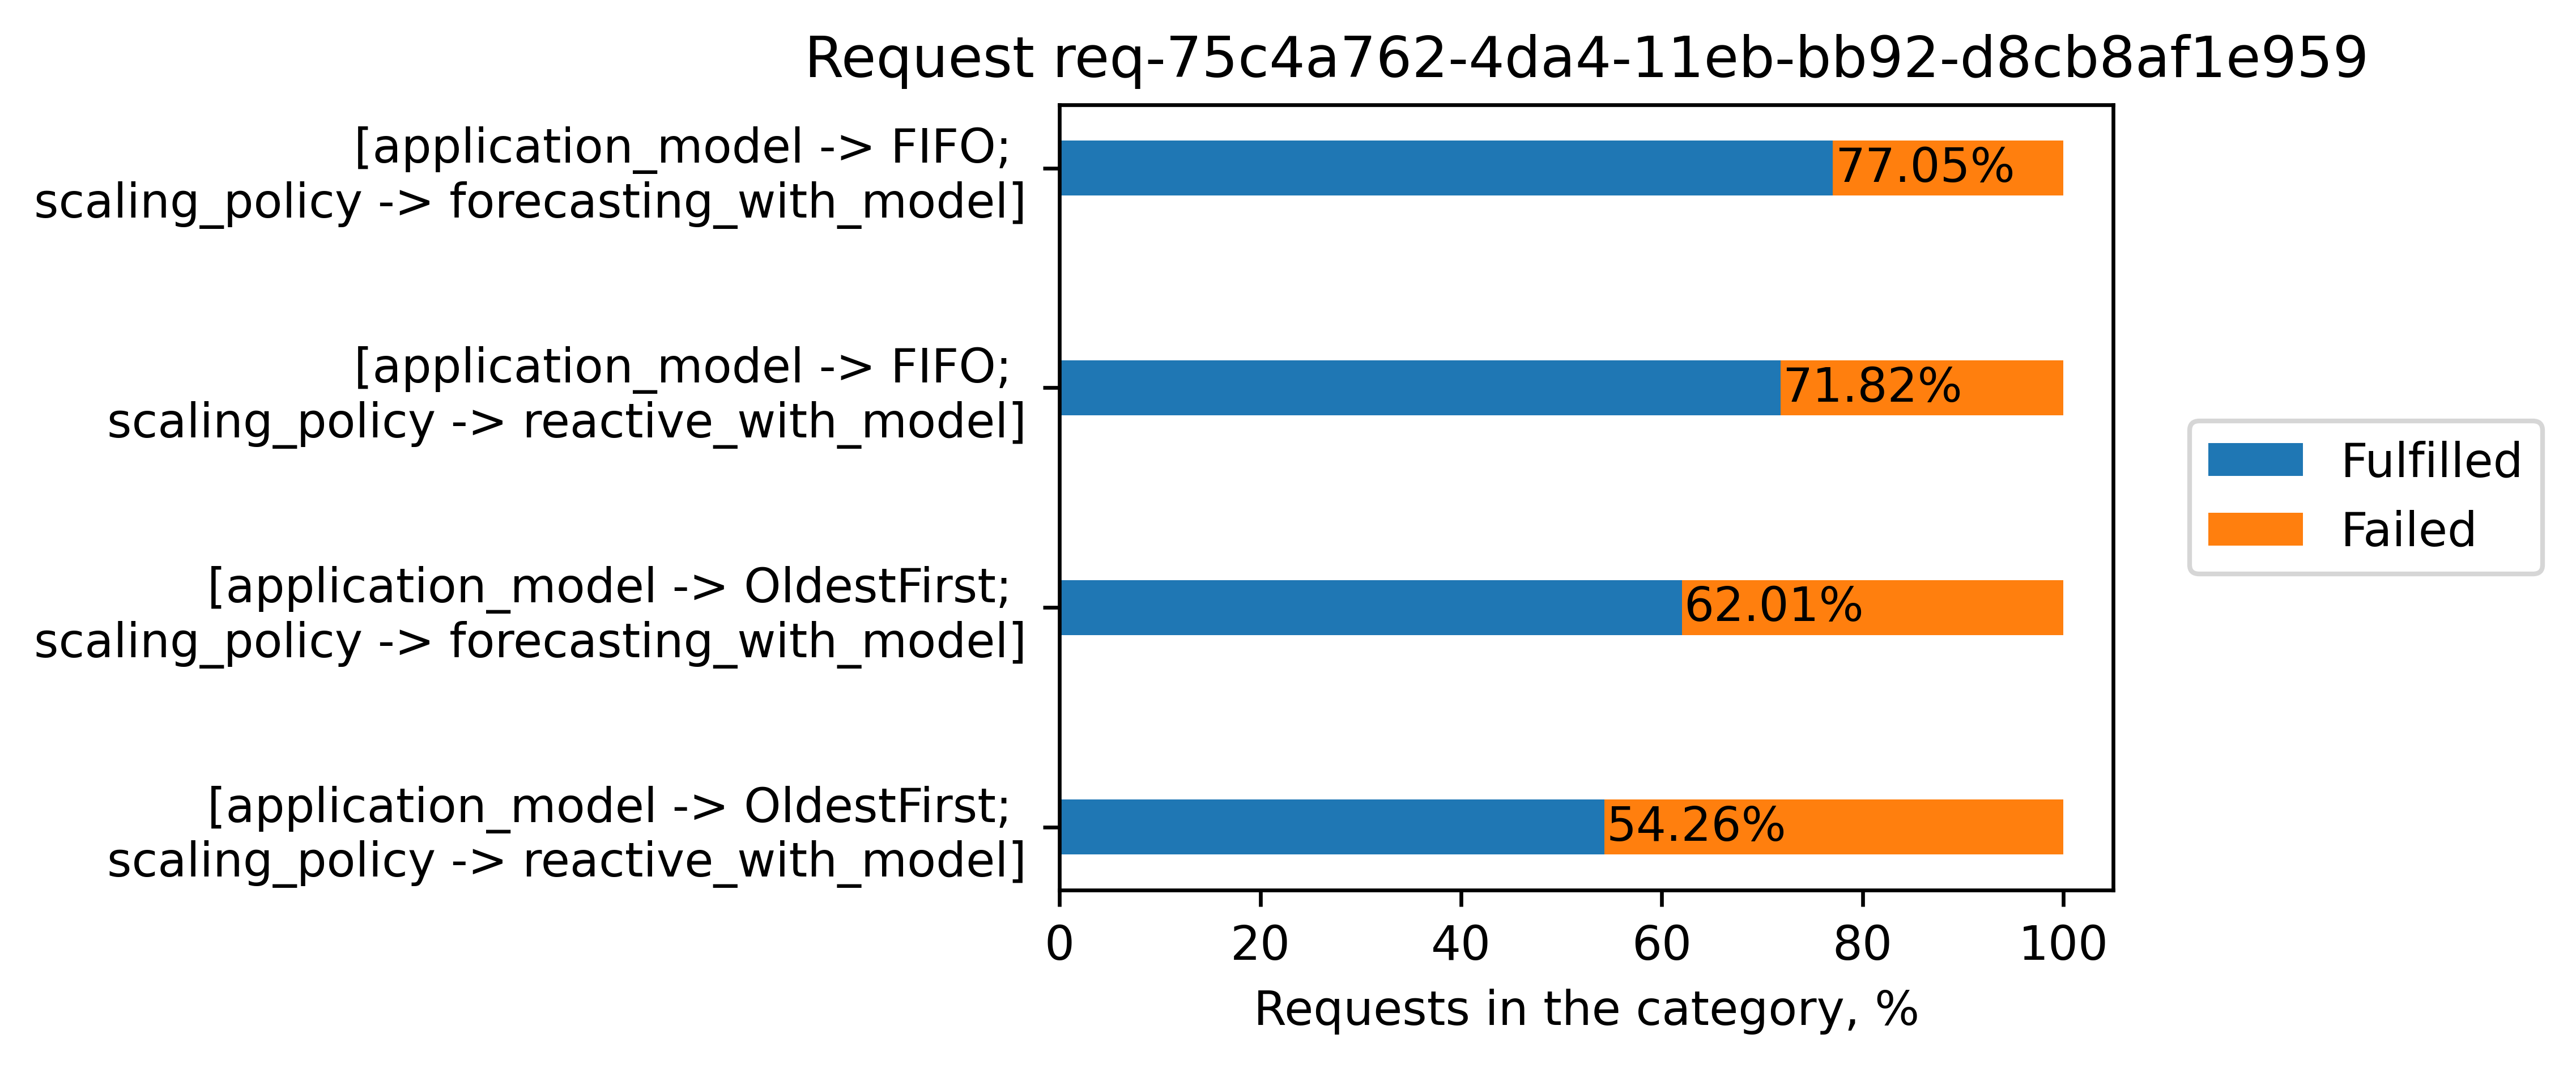 Request req-75c4a762-4da4-11eb-bb92-d8cb8af1e959
[application_model -> FIFO;
scaling_policy -> forecasting_with_model]
77.05%
[application_model -> FIFO;
scaling_policy -> reactive_with_model]
71.82%
[application_model -> OldestFirst;
scaling_policy -> forecasting_with_model]
62.01%
[application_model -> OldestFirst;
scaling_policy -> reactive_with_model]
54.26%
0 20 40 60 80 100
Requests in the category, %
Fulfilled
Failed